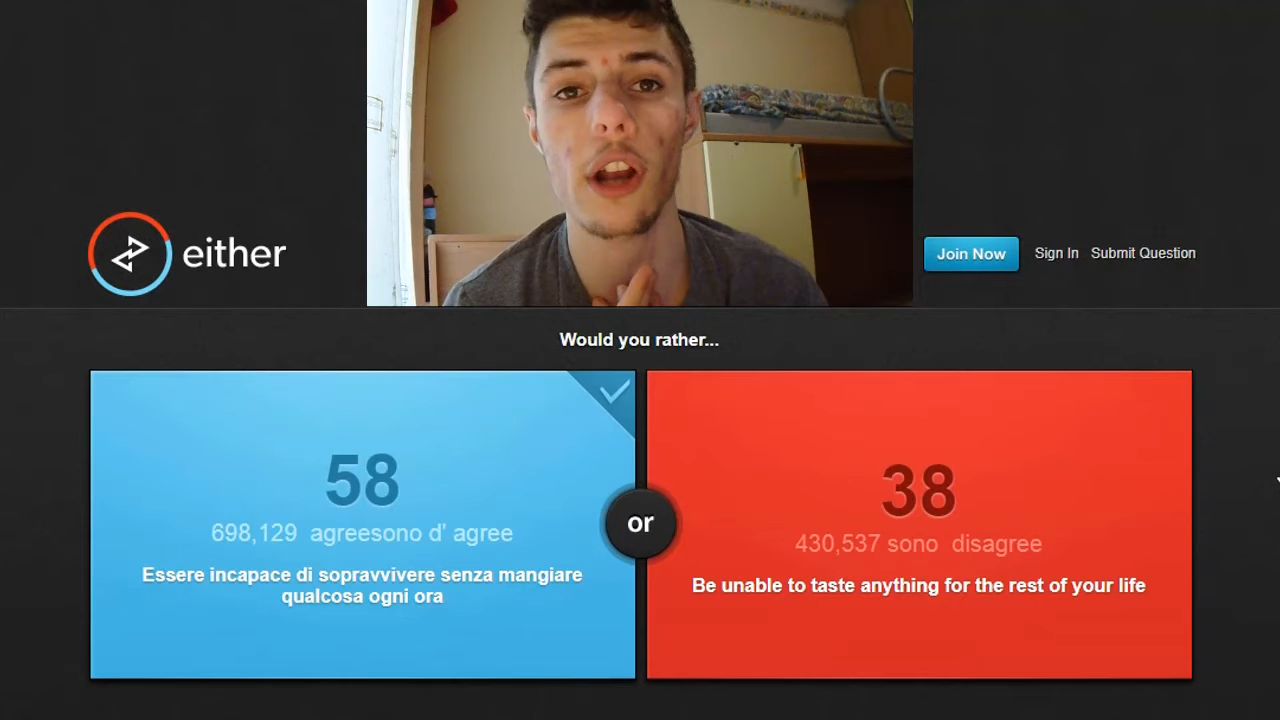 either
Join Now
Sign In
Submit Question
Would you rather...
58
698,129 agreesono d' agree
Essere incapace di sopravvivere senza mangiare
qualcosa ogni ora
or
38
430,537 sono disagree
Be unable to taste anything for the rest of your life